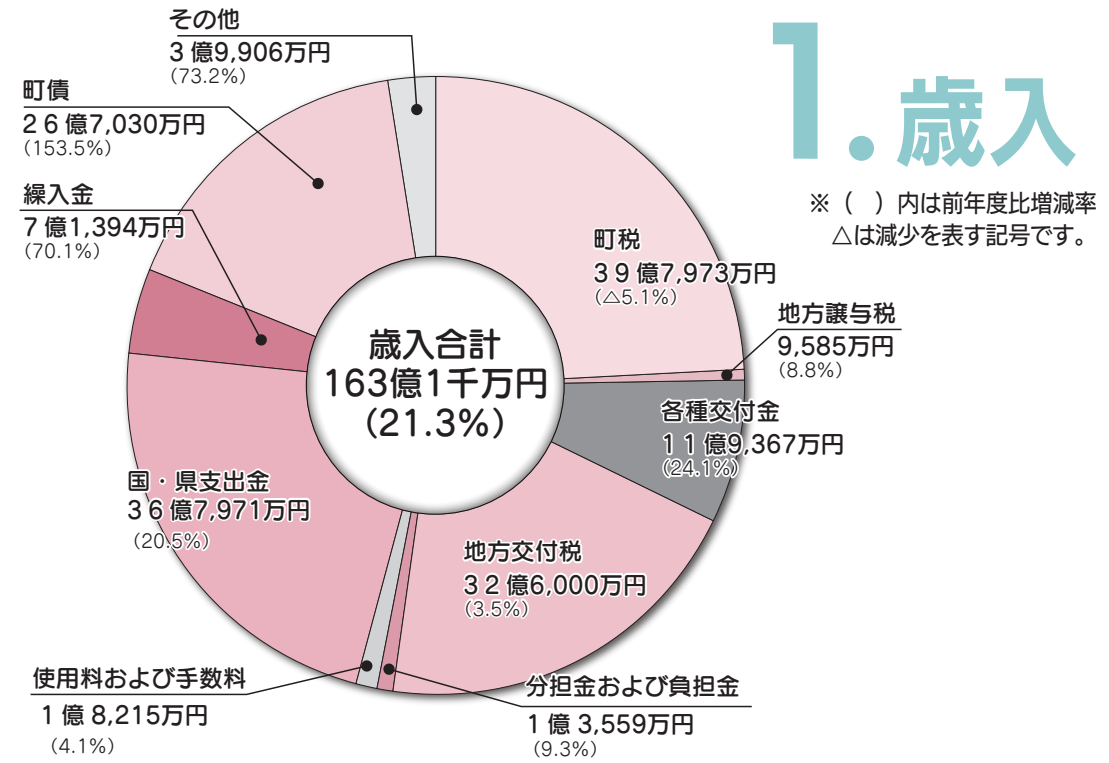 1.歳入
※（　）内は前年度比増減率
△は減少を表す記号です。
その他
3億9,906万円
(73.2%)
町債
26億7,030万円
(153.5%)
繰入金
7億1,394万円
(70.1%)
町税
39億7,973万円
(△5.1%)
地方譲与税
9,585万円
(8.8%)
歳入合計
163億1千万円
(21.3%)
各種交付金
11億9,367万円
(24.1%)
国・県支出金
36億7,971万円
(20.5%)
地方交付税
32億6,000万円
(3.5%)
使用料および手数料
1億8,215万円
(4.1%)
分担金および負担金
1億3,559万円
(9.3%)